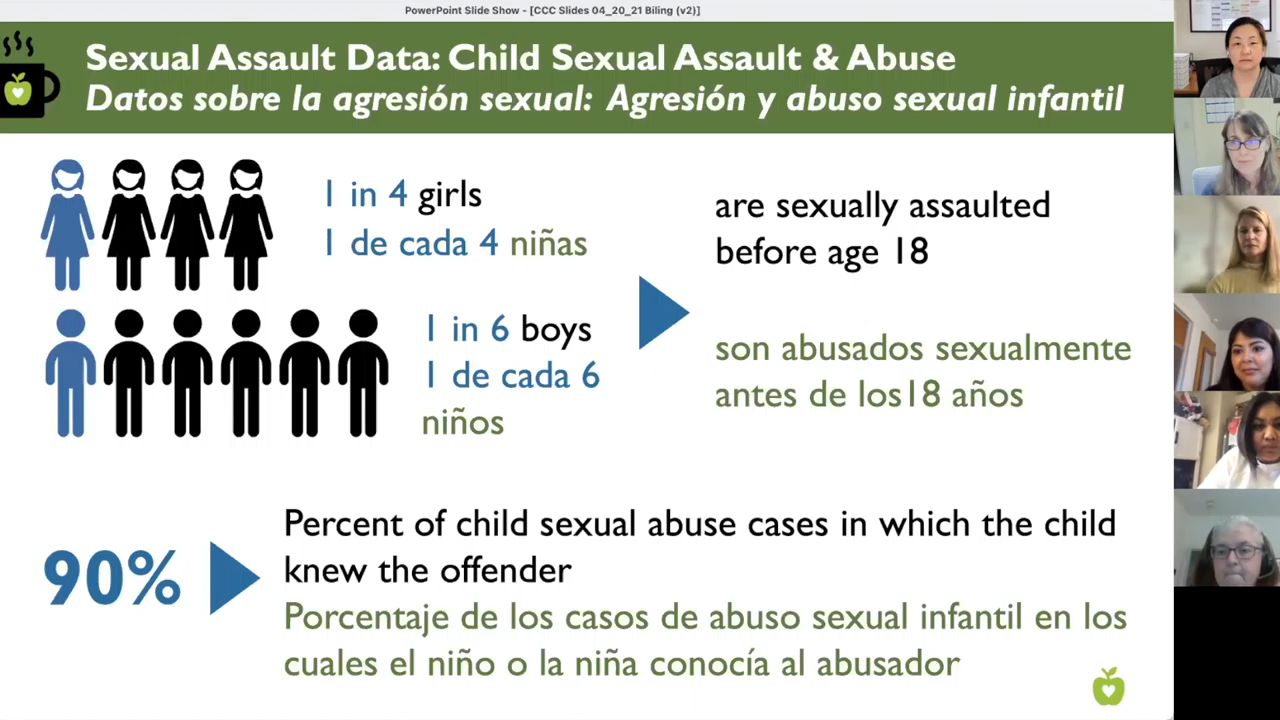 PowerPoint Slide Show - [CCC Slides 04_20_21 Biling (v2)]
Sexual Assault Data: Child Sexual Assault & Abuse
Datos sobre la agresión sexual: Agresión y abuso sexual infantil
1 in 4 girls
1 de cada 4 niñas
1 in 6 boys
1 de cada 6
niños
are sexually assaulted
before age 18
son abusados sexualmente
antes de los18 años
90%
Percent of child sexual abuse cases in which the child
knew the offender
Porcentaje de los casos de abuso sexual infantil en los
cuales el niño o la niña conocía al abusador